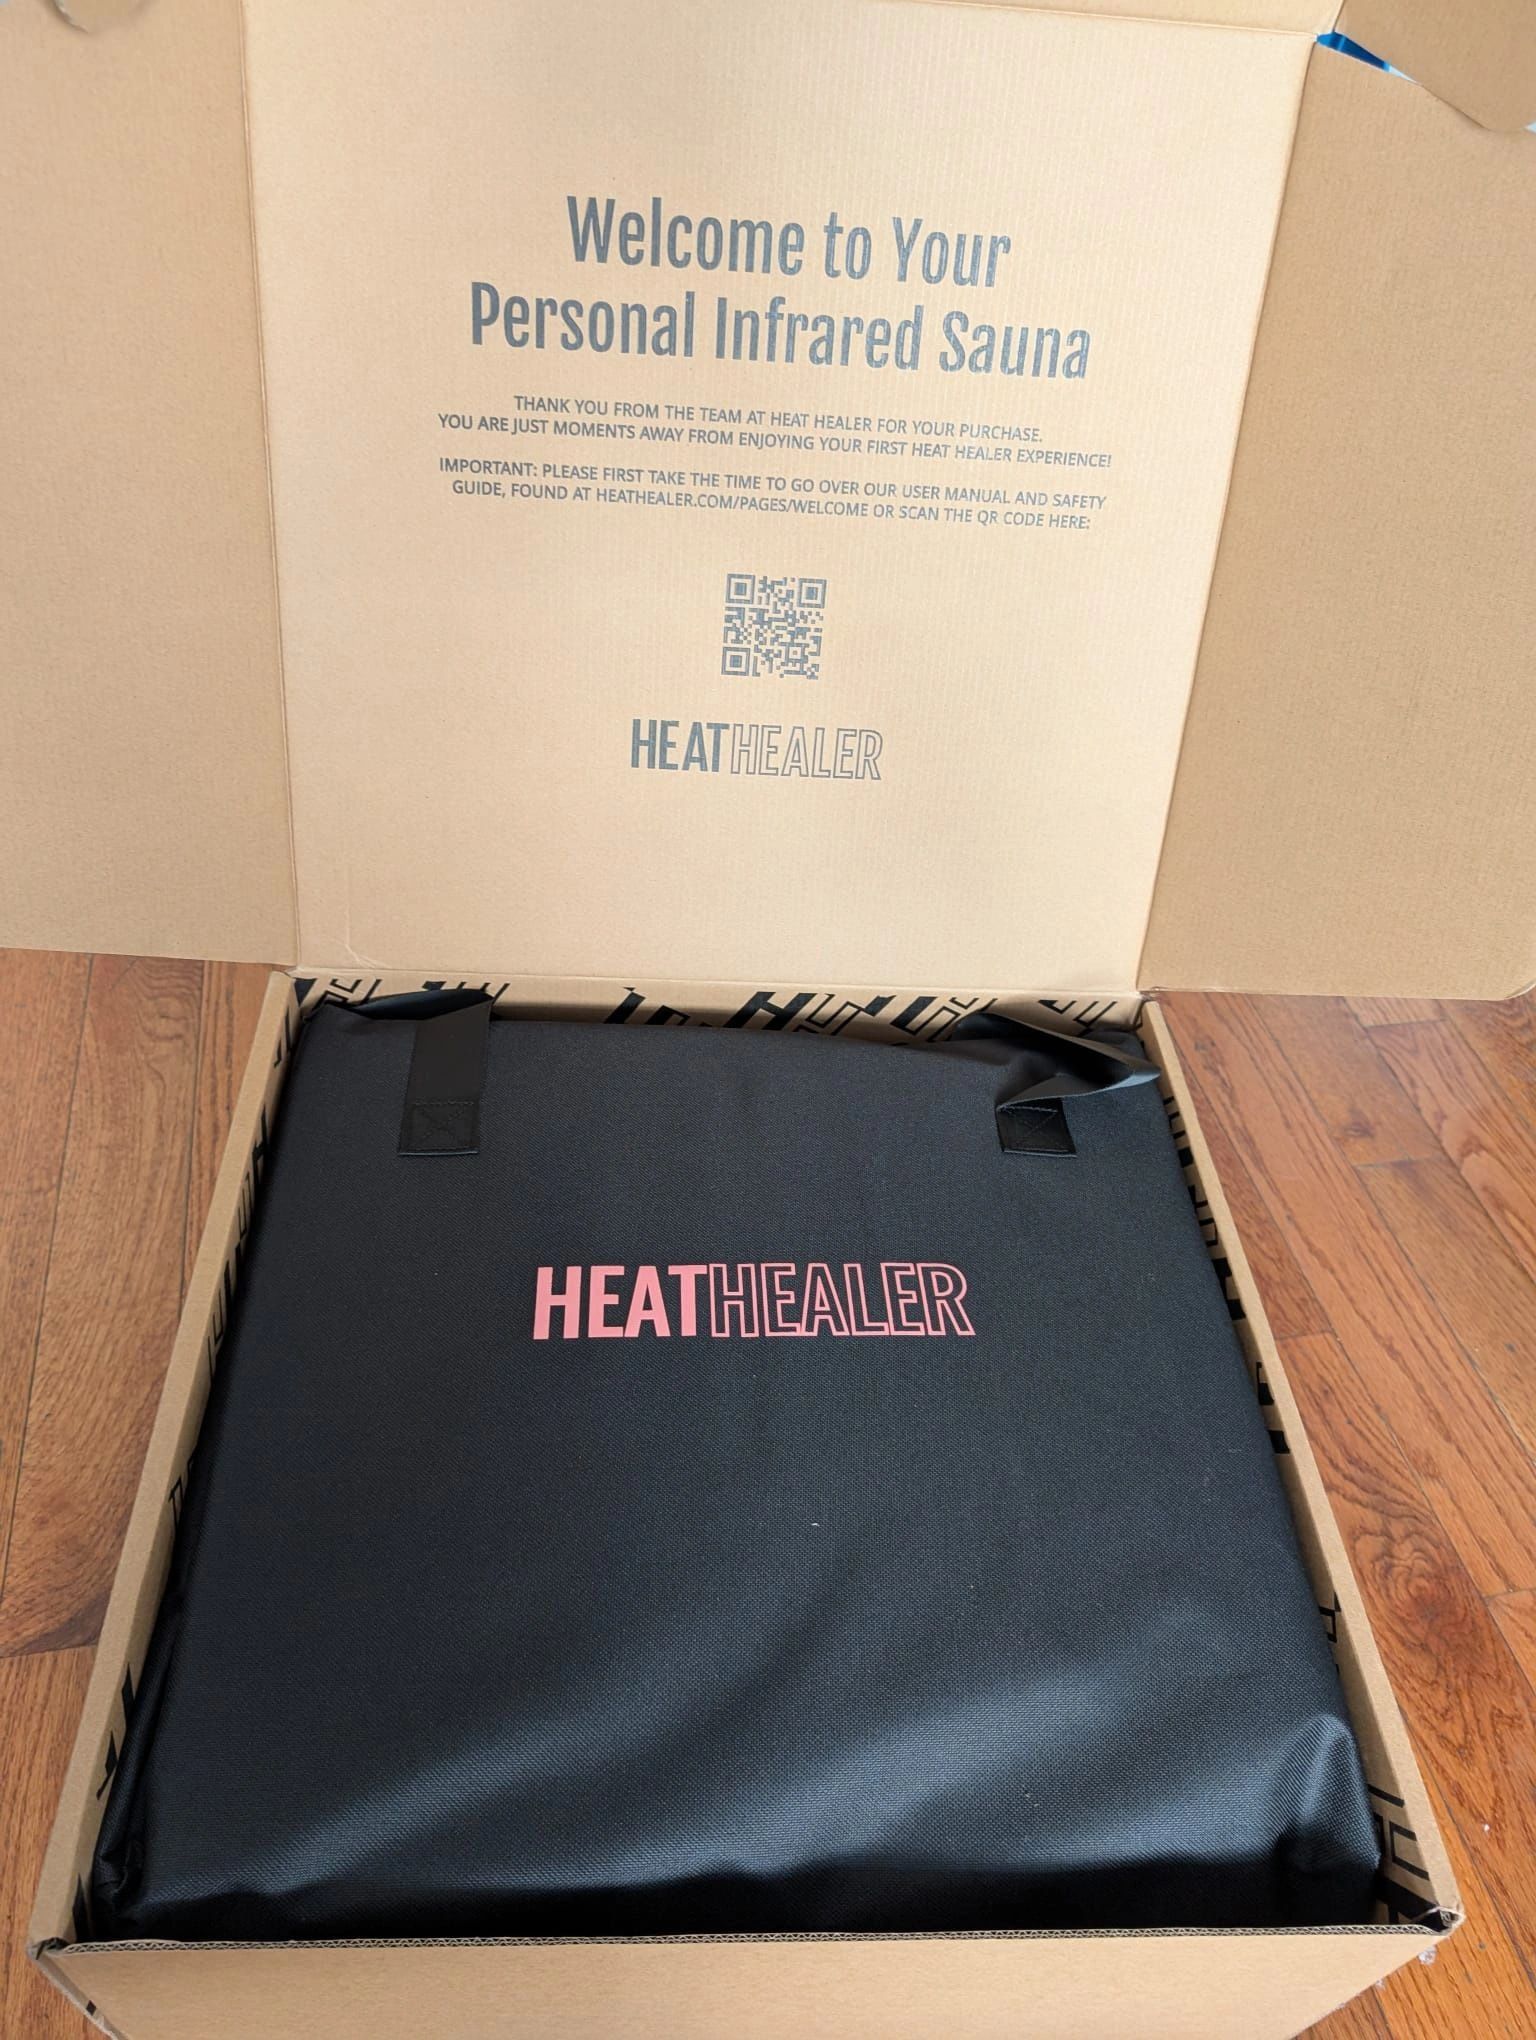 Welcome to Your
Personal Infrared Sauna
THANK YOU FROM THE TEAM AT HEAT HEALER FOR YOUR PURCHASE.
YOU ARE JUST MOMENTS AWAY FROM ENJOYING YOUR FIRST HEAT HEALER EXPERIENCE!
IMPORTANT: PLEASE FIRST TAKE THE TIME TO GO OVER OUR USER MANUAL AND SAFETY
GUIDE, FOUND AT HEATHEALER.COM/PAGES/WELCOME OR SCAN THE QR CODE HERE:
HEATHEALER
HEATHEALER